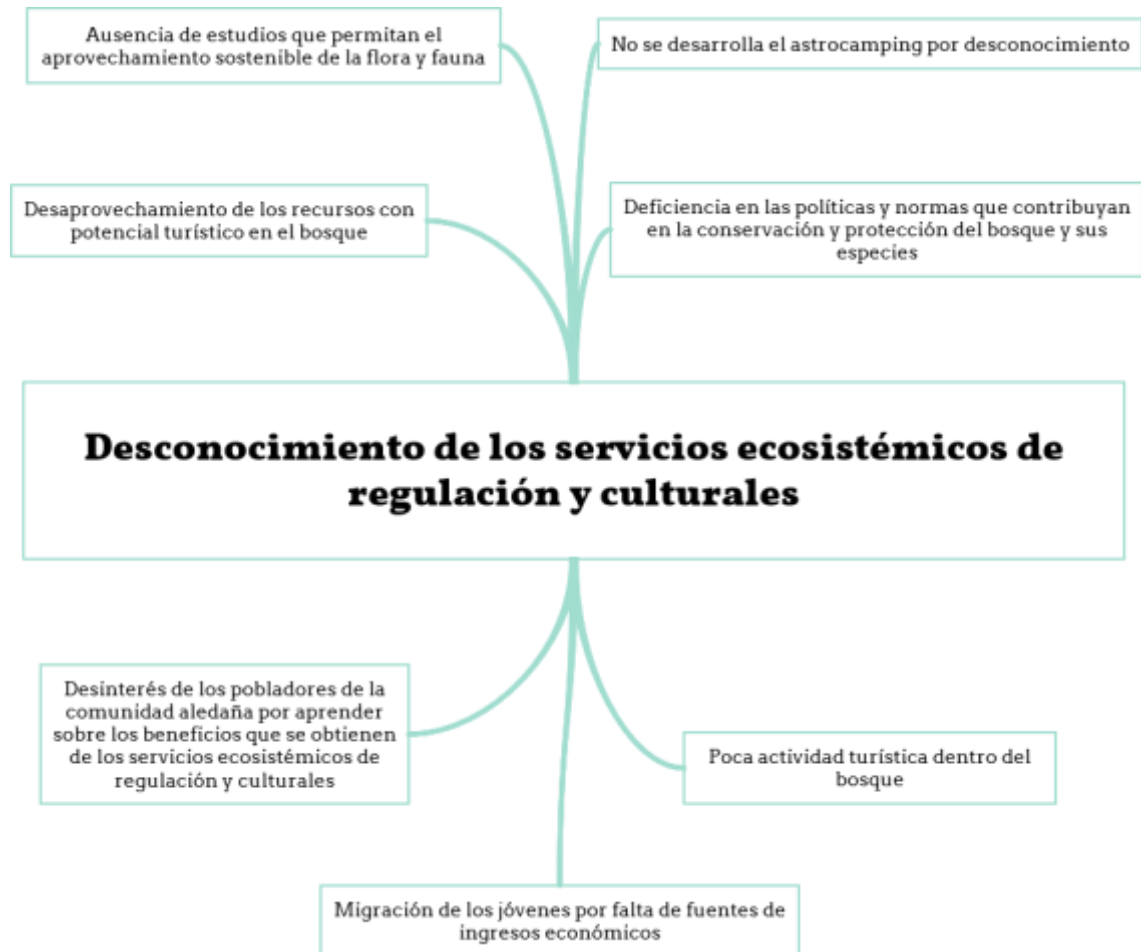 Ausencia de estudios que permitan el
aprovechamiento sostenible de la flora y fauna
No se desarrolla el astrocamping por desconocimiento
Desaprovechamiento de los recursos con
potencial turístico en el bosque
Deficiencia en las políticas y normas que contribuyan
en la conservación y protección del bosque y sus
especies
Desconocimiento de los servicios ecosistémicos de
regulación y culturales
Desinterés de los pobladores de la
comunidad aledaña por aprender
sobre los beneficios que se obtienen
de los servicios ecosistémicos de
regulación y culturales
Poca actividad turística dentro del
bosque
Migración de los jóvenes por falta de fuentes de
ingresos económicos